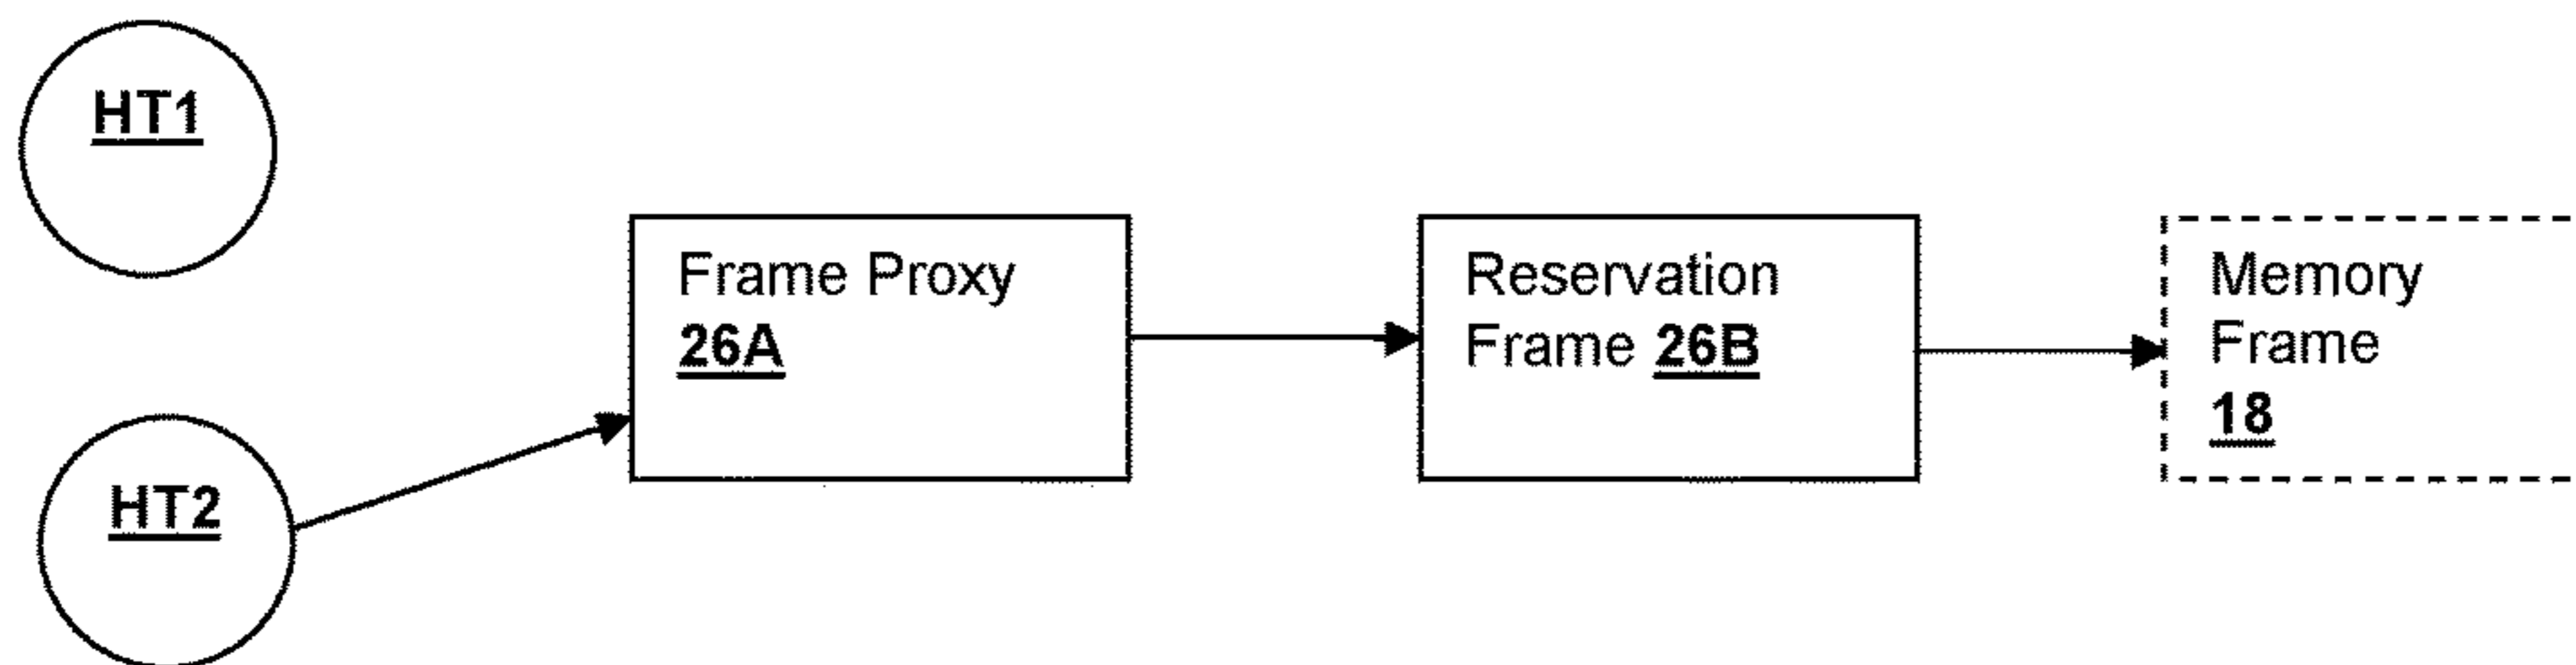 HT1
Frame Proxy
26A
Reservation
Frame 26B
Memory
Frame
18
HT2